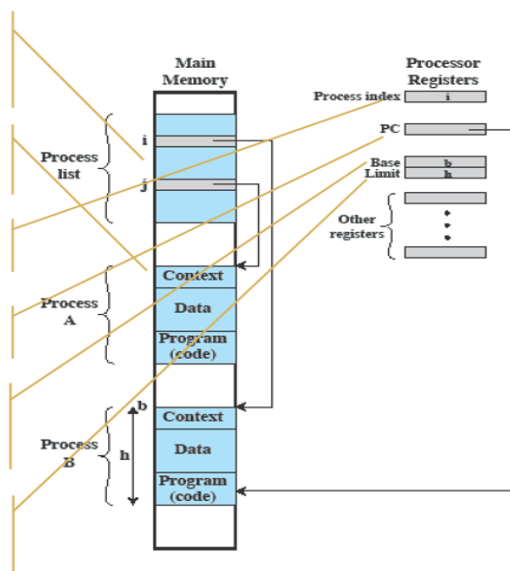 Main
Memory
Processor
Registers
Process index
i
PC
i
Base
b
Limit
h
Process
list
j
Other
registers
Context
Process
A
Data
Program
(code)
b
Context
Process
B
h
Data
Program
(code)